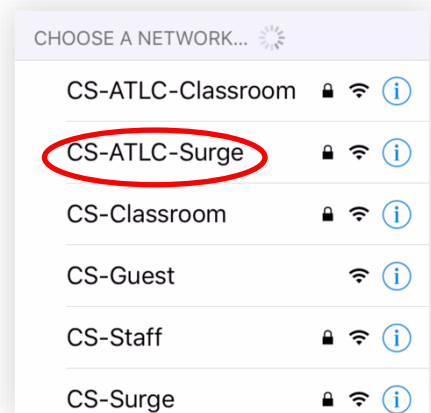 CHOOSE A NETWORK...
CS-ATLC-Classroom
CS-ATLC-Surge
CS-Classroom
CS-Guest
CS-Staff
CS-Surge